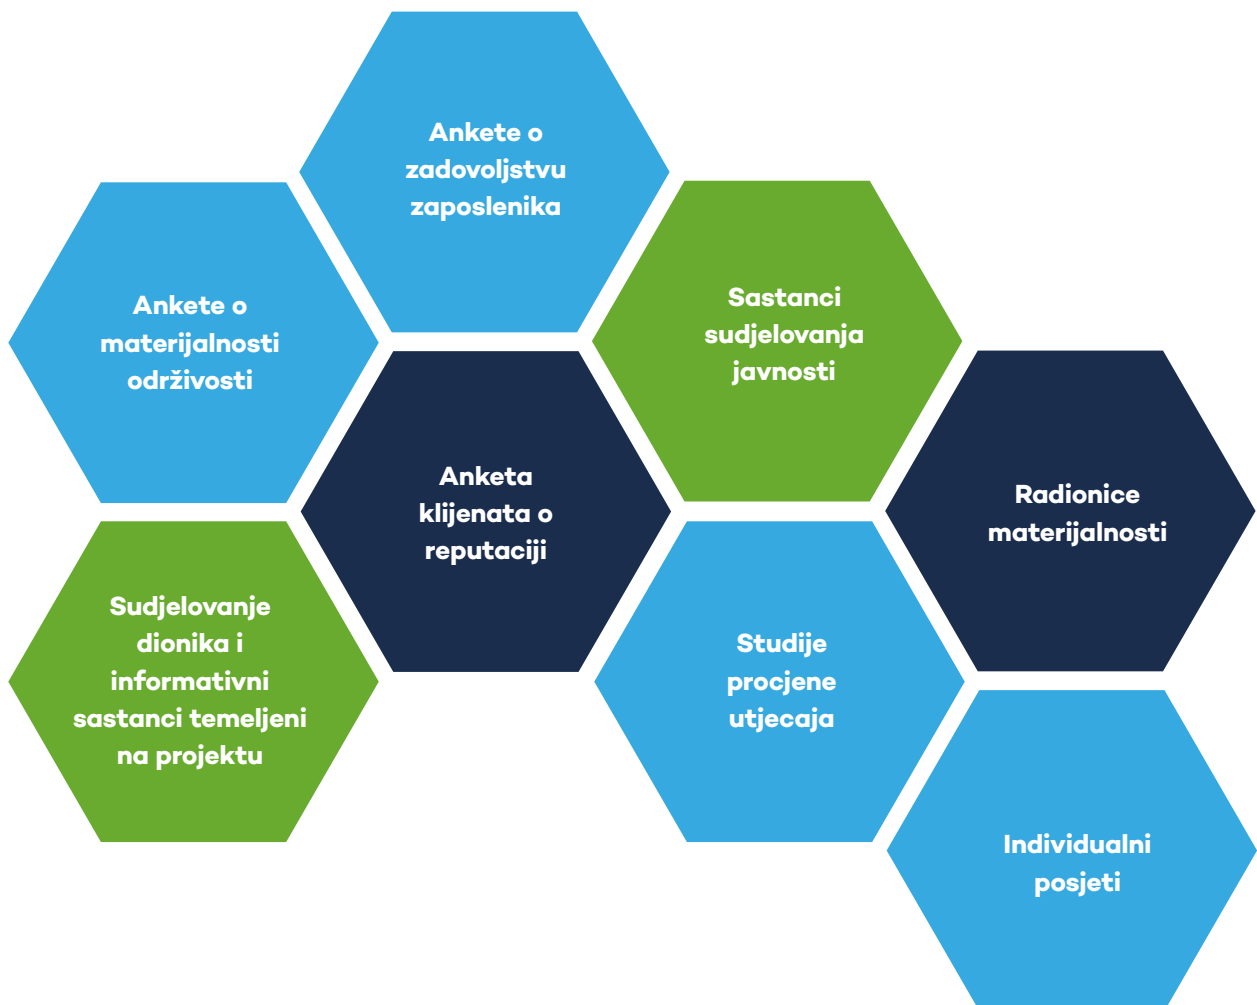 Ankete o
zadovoljstvu
zaposlenika
Ankete o
materijalnosti
održivosti
Sastanci
sudjelovanja
javnosti
Anketa
klijenata o
reputaciji
Radionice
materijalnosti
Sudjelovanje
dionika i
informativni
sastanci temeljeni
na projektu
Studije
procjene
utjecaja
Individualni
posjeti